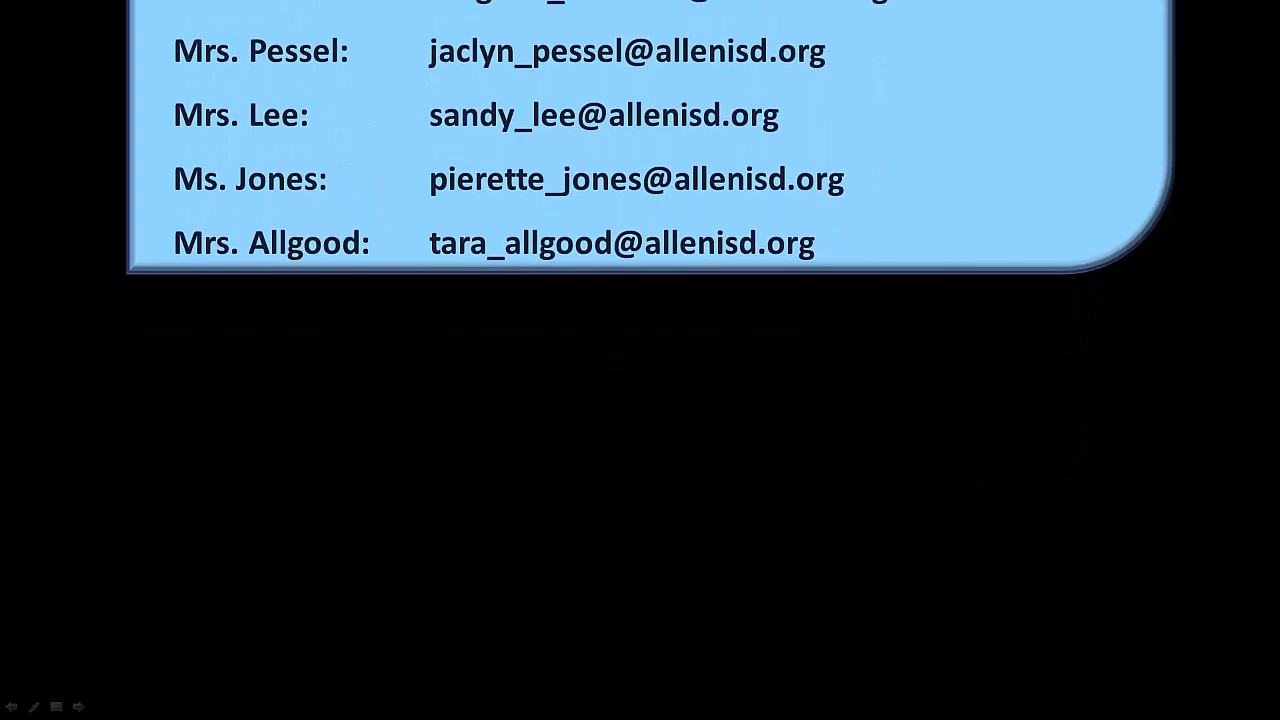 Mrs. Pessel: jaclyn_pessel@allenisd.org
Mrs. Lee: sandy_lee@allenisd.org
Ms. Jones: pierette_jones@allenisd.org
Mrs. Allgood: tara_allgood@allenisd.org